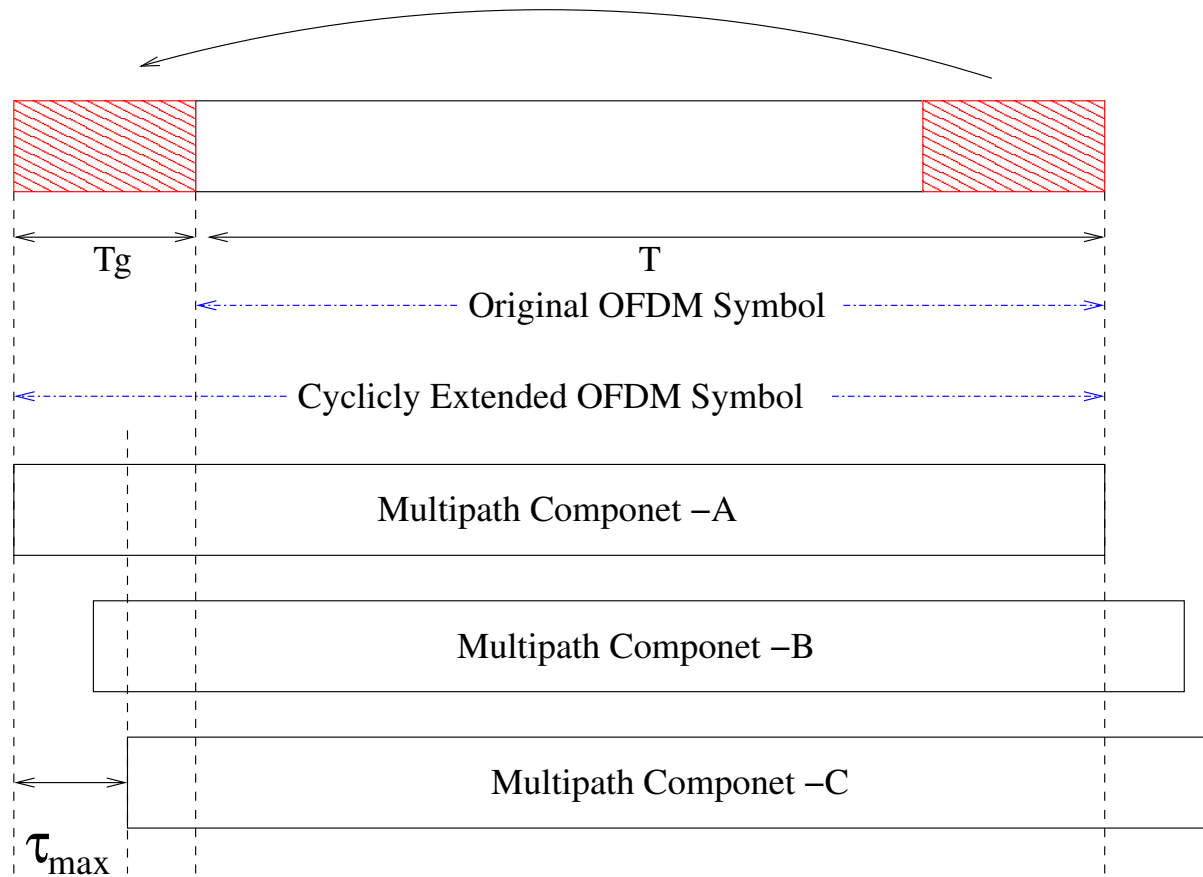 Tg
T
Original OFDM Symbol
Cyclicly Extended OFDM Symbol
Multipath Componet −A
Multipath Componet −B
Multipath Componet −C
τmax